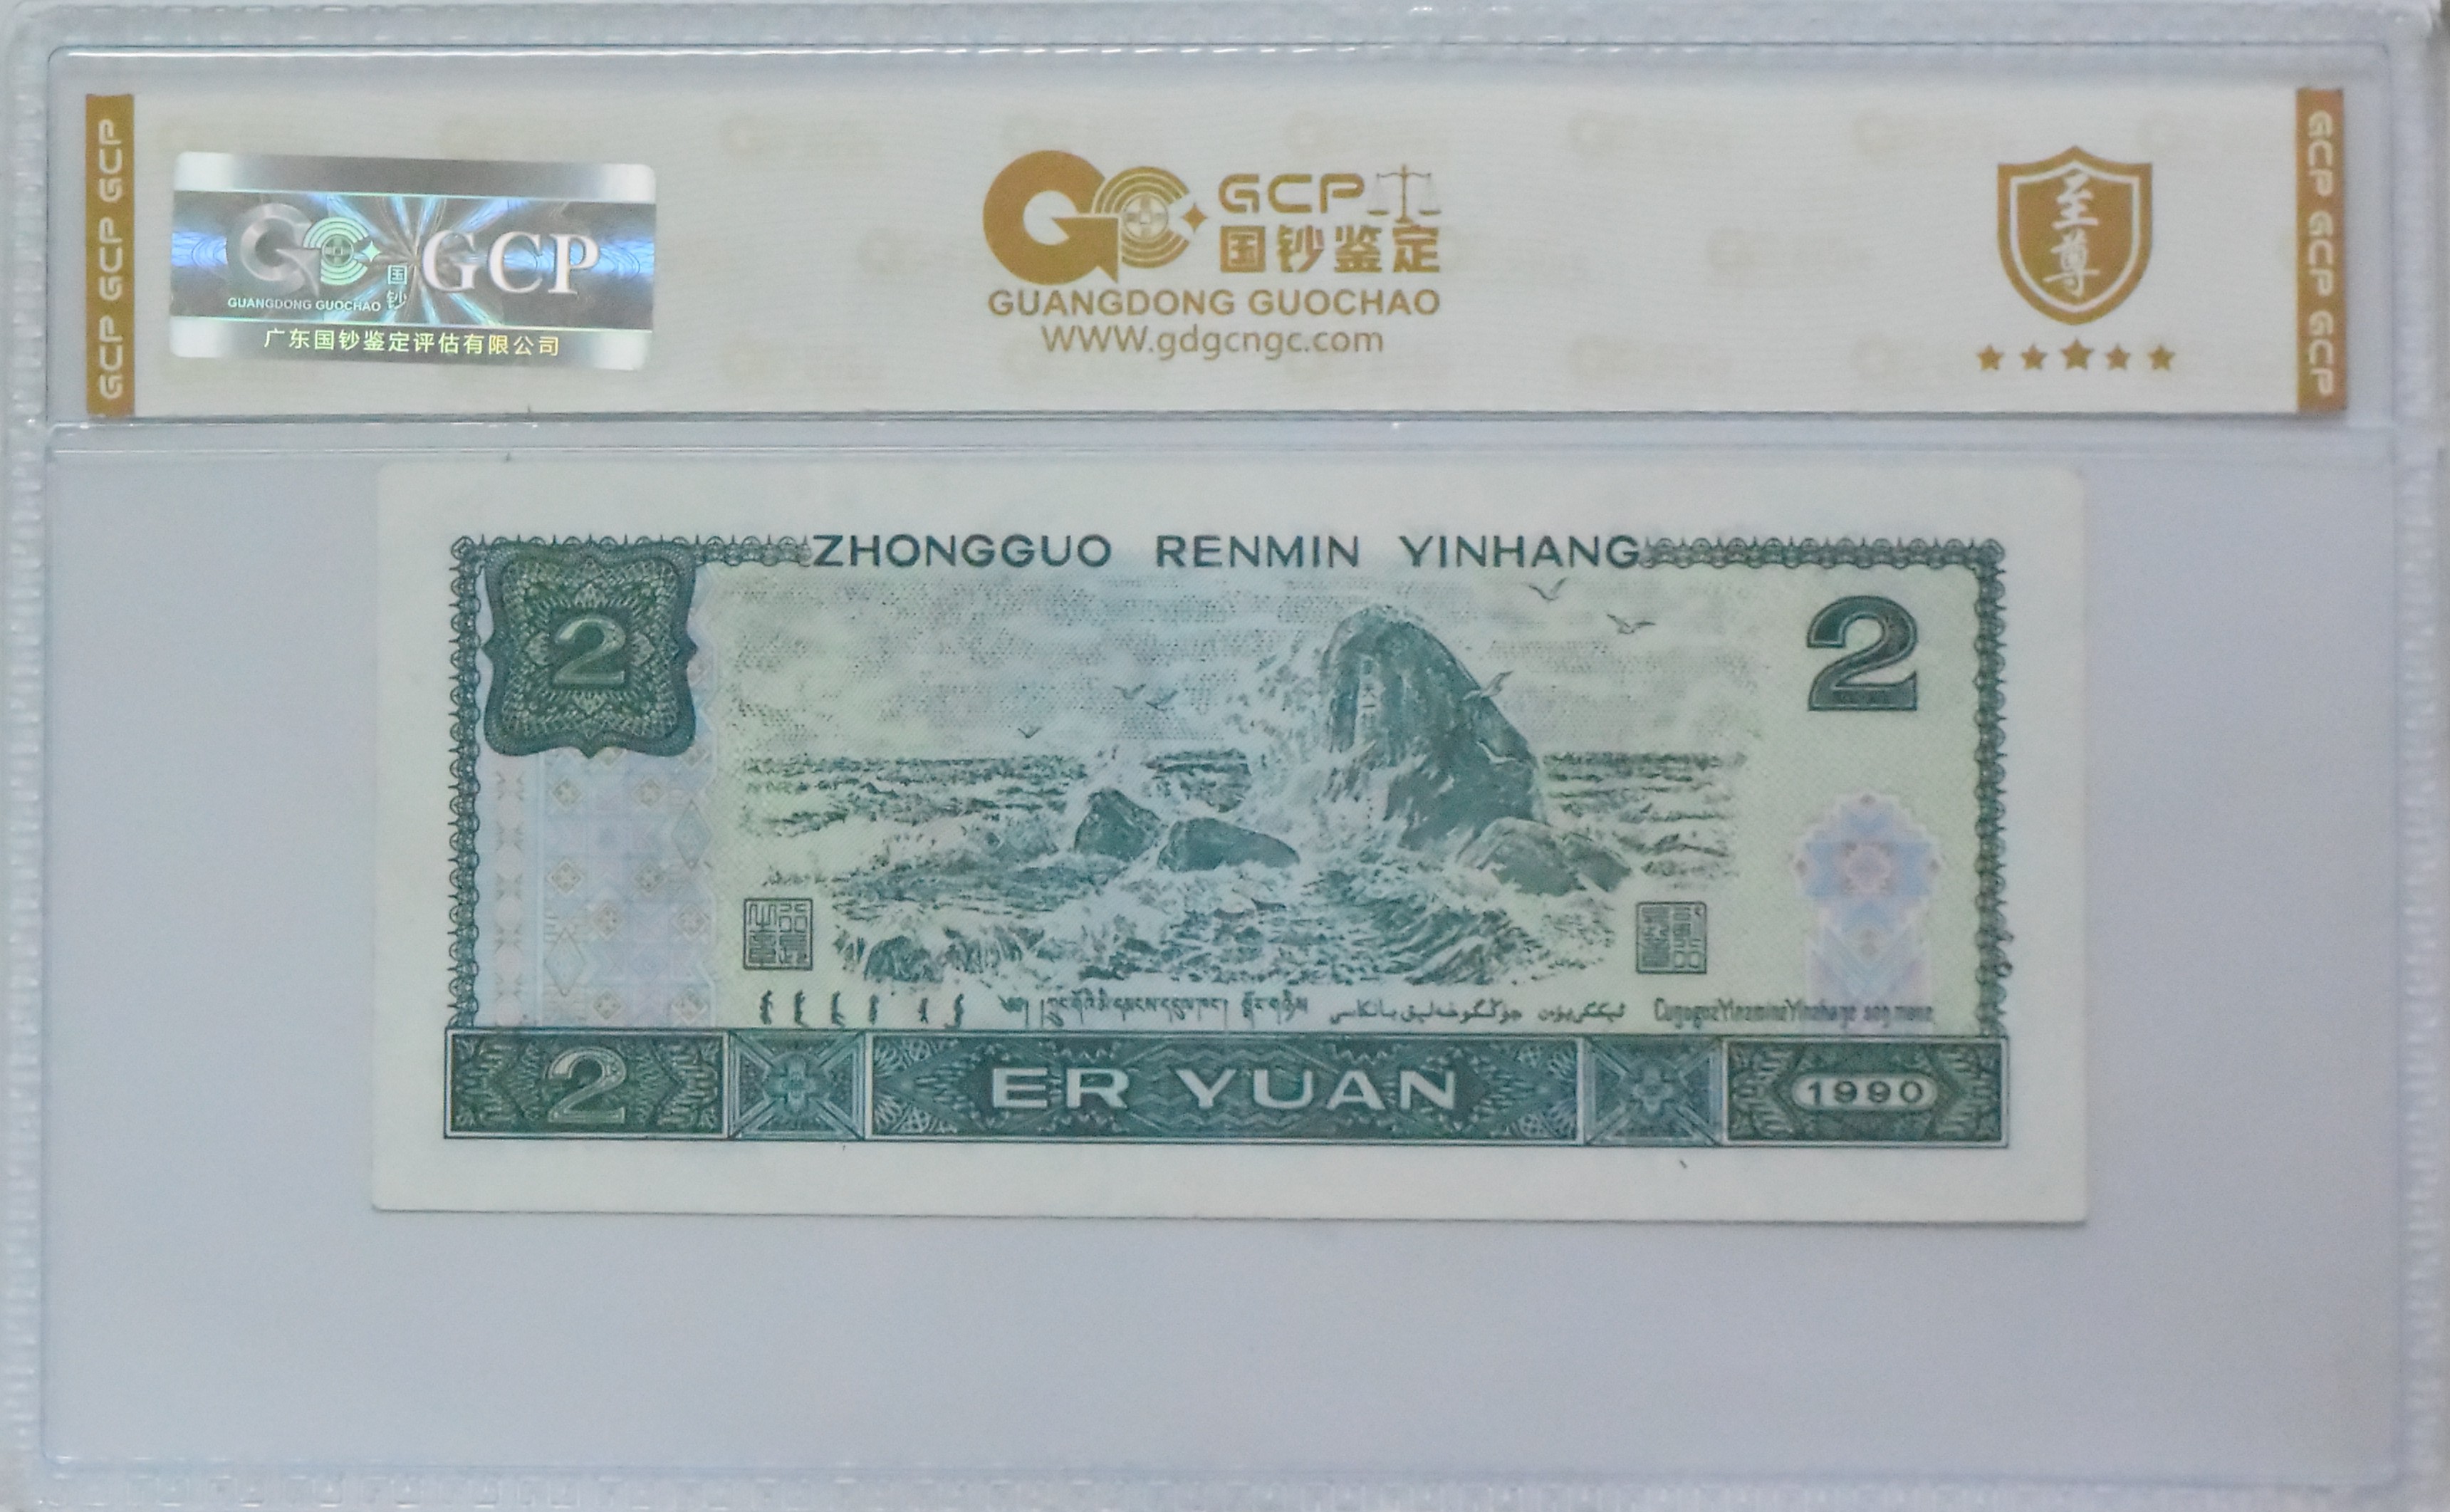 GCP GCP GCP
GCP
国钞
GUANGDONG GUOCHAO
广东国钞鉴定评估有限公司
GCP
国钞鉴定
GUANGDONG GUOCHAO
WWW.gdgcngc.com
至尊
GCP GCP GCP
ZHONGGUO RENMIN YINHANG
2
2
2
ER YUAN
1990